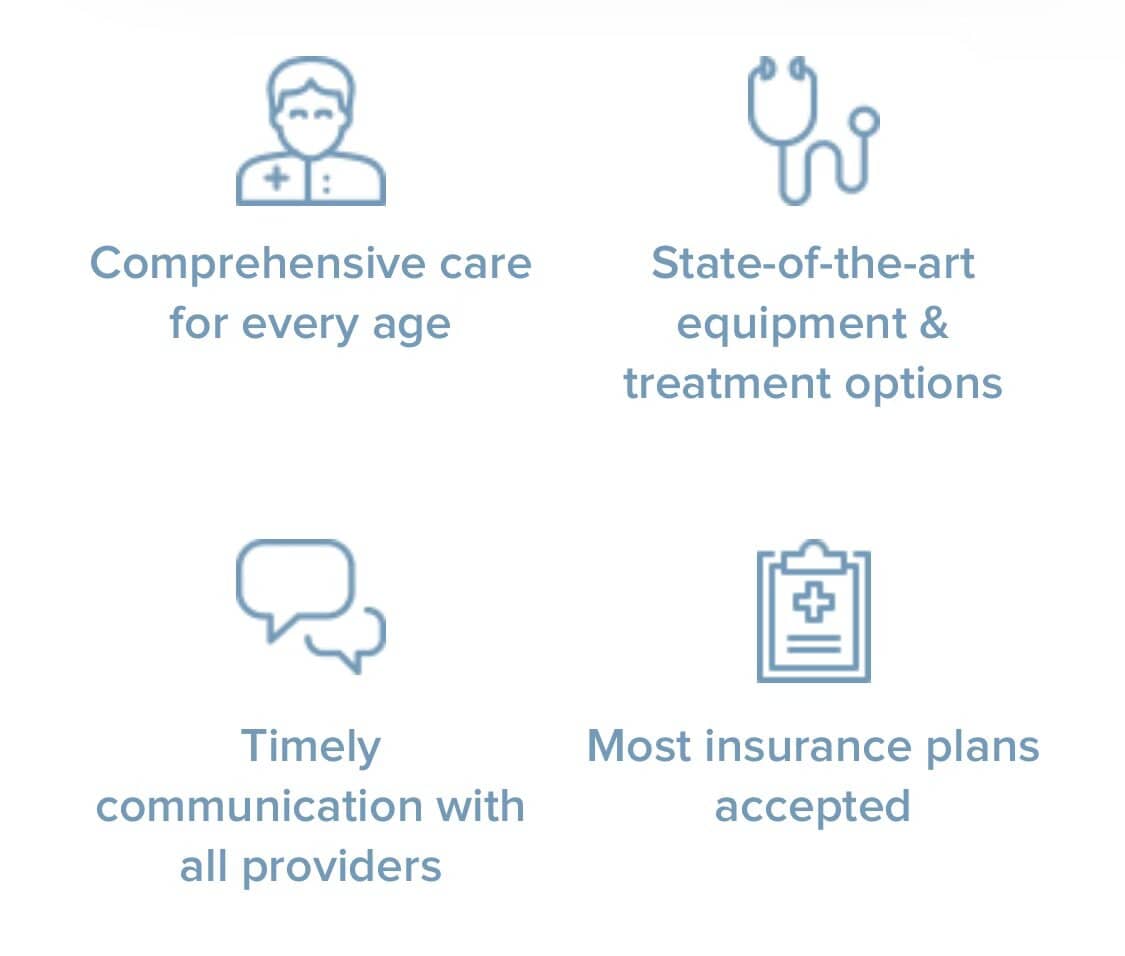 Comprehensive care
for every age
State-of-the-art
equipment &
treatment options
Timely
communication with
all providers
Most insurance plans
accepted